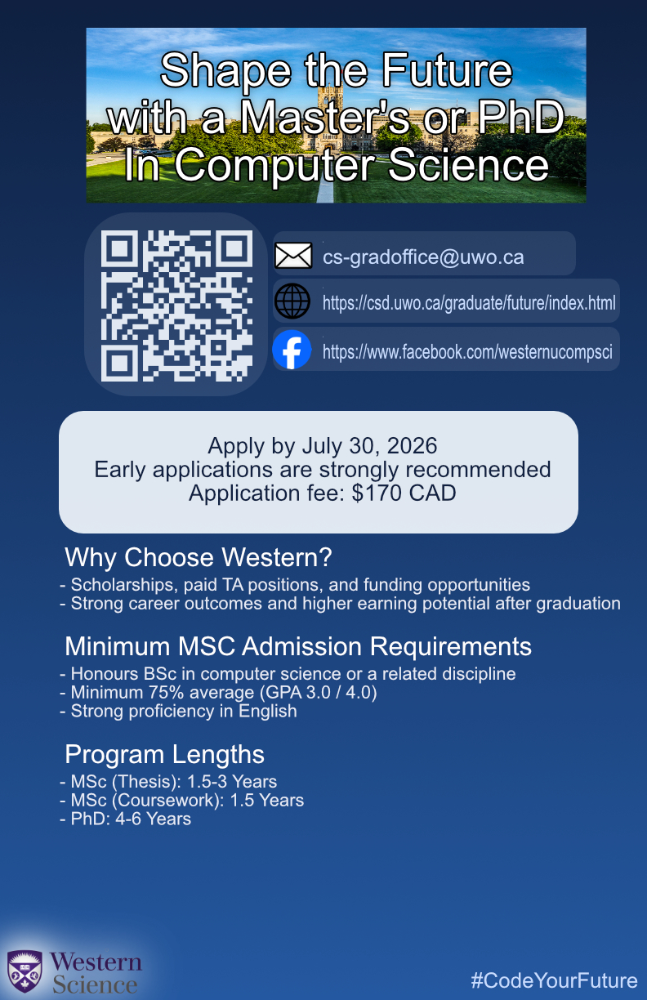 Shape the Future
with a Master's or PhD
In Computer Science
cs-gradoffice@uwo.ca
https://csd.uwo.ca/graduate/future/index.html
https://www.facebook.com/westernucompsci
Apply by July 30, 2026
Early applications are strongly recommended
Application fee: $170 CAD
Why Choose Western?
- Scholarships, paid TA positions, and funding opportunities
- Strong career outcomes and higher earning potential after graduation
Minimum MSC Admission Requirements
- Honours BSc in computer science or a related discipline
- Minimum 75% average (GPA 3.0 / 4.0)
- Strong proficiency in English
Program Lengths
- MSc (Thesis): 1.5-3 Years
- MSc (Coursework): 1.5 Years
- PhD: 4-6 Years
Western
Science
#CodeYourFuture